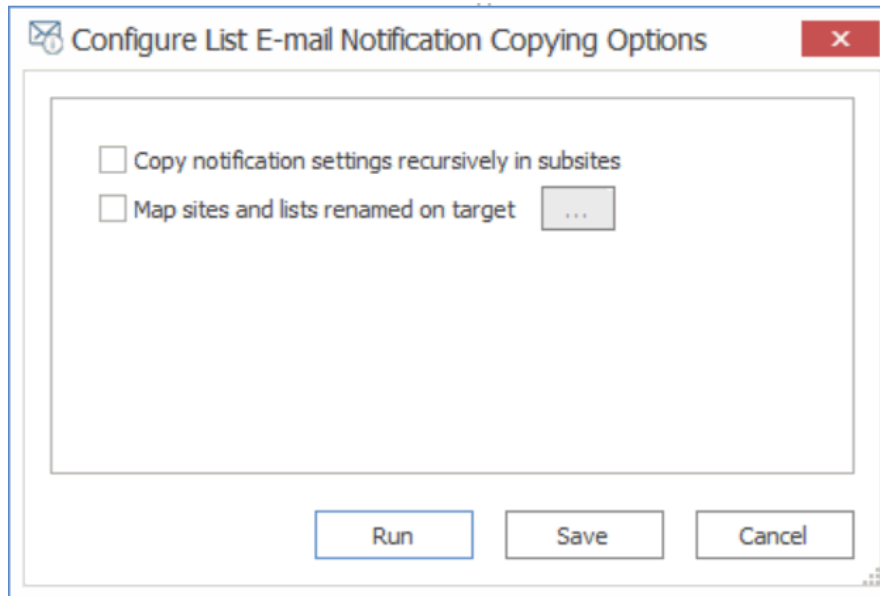 Configure List E-mail Notification Copying Options
Copy notification settings recursively in subsites
Map sites and lists renamed on target ...
Run Save Cancel